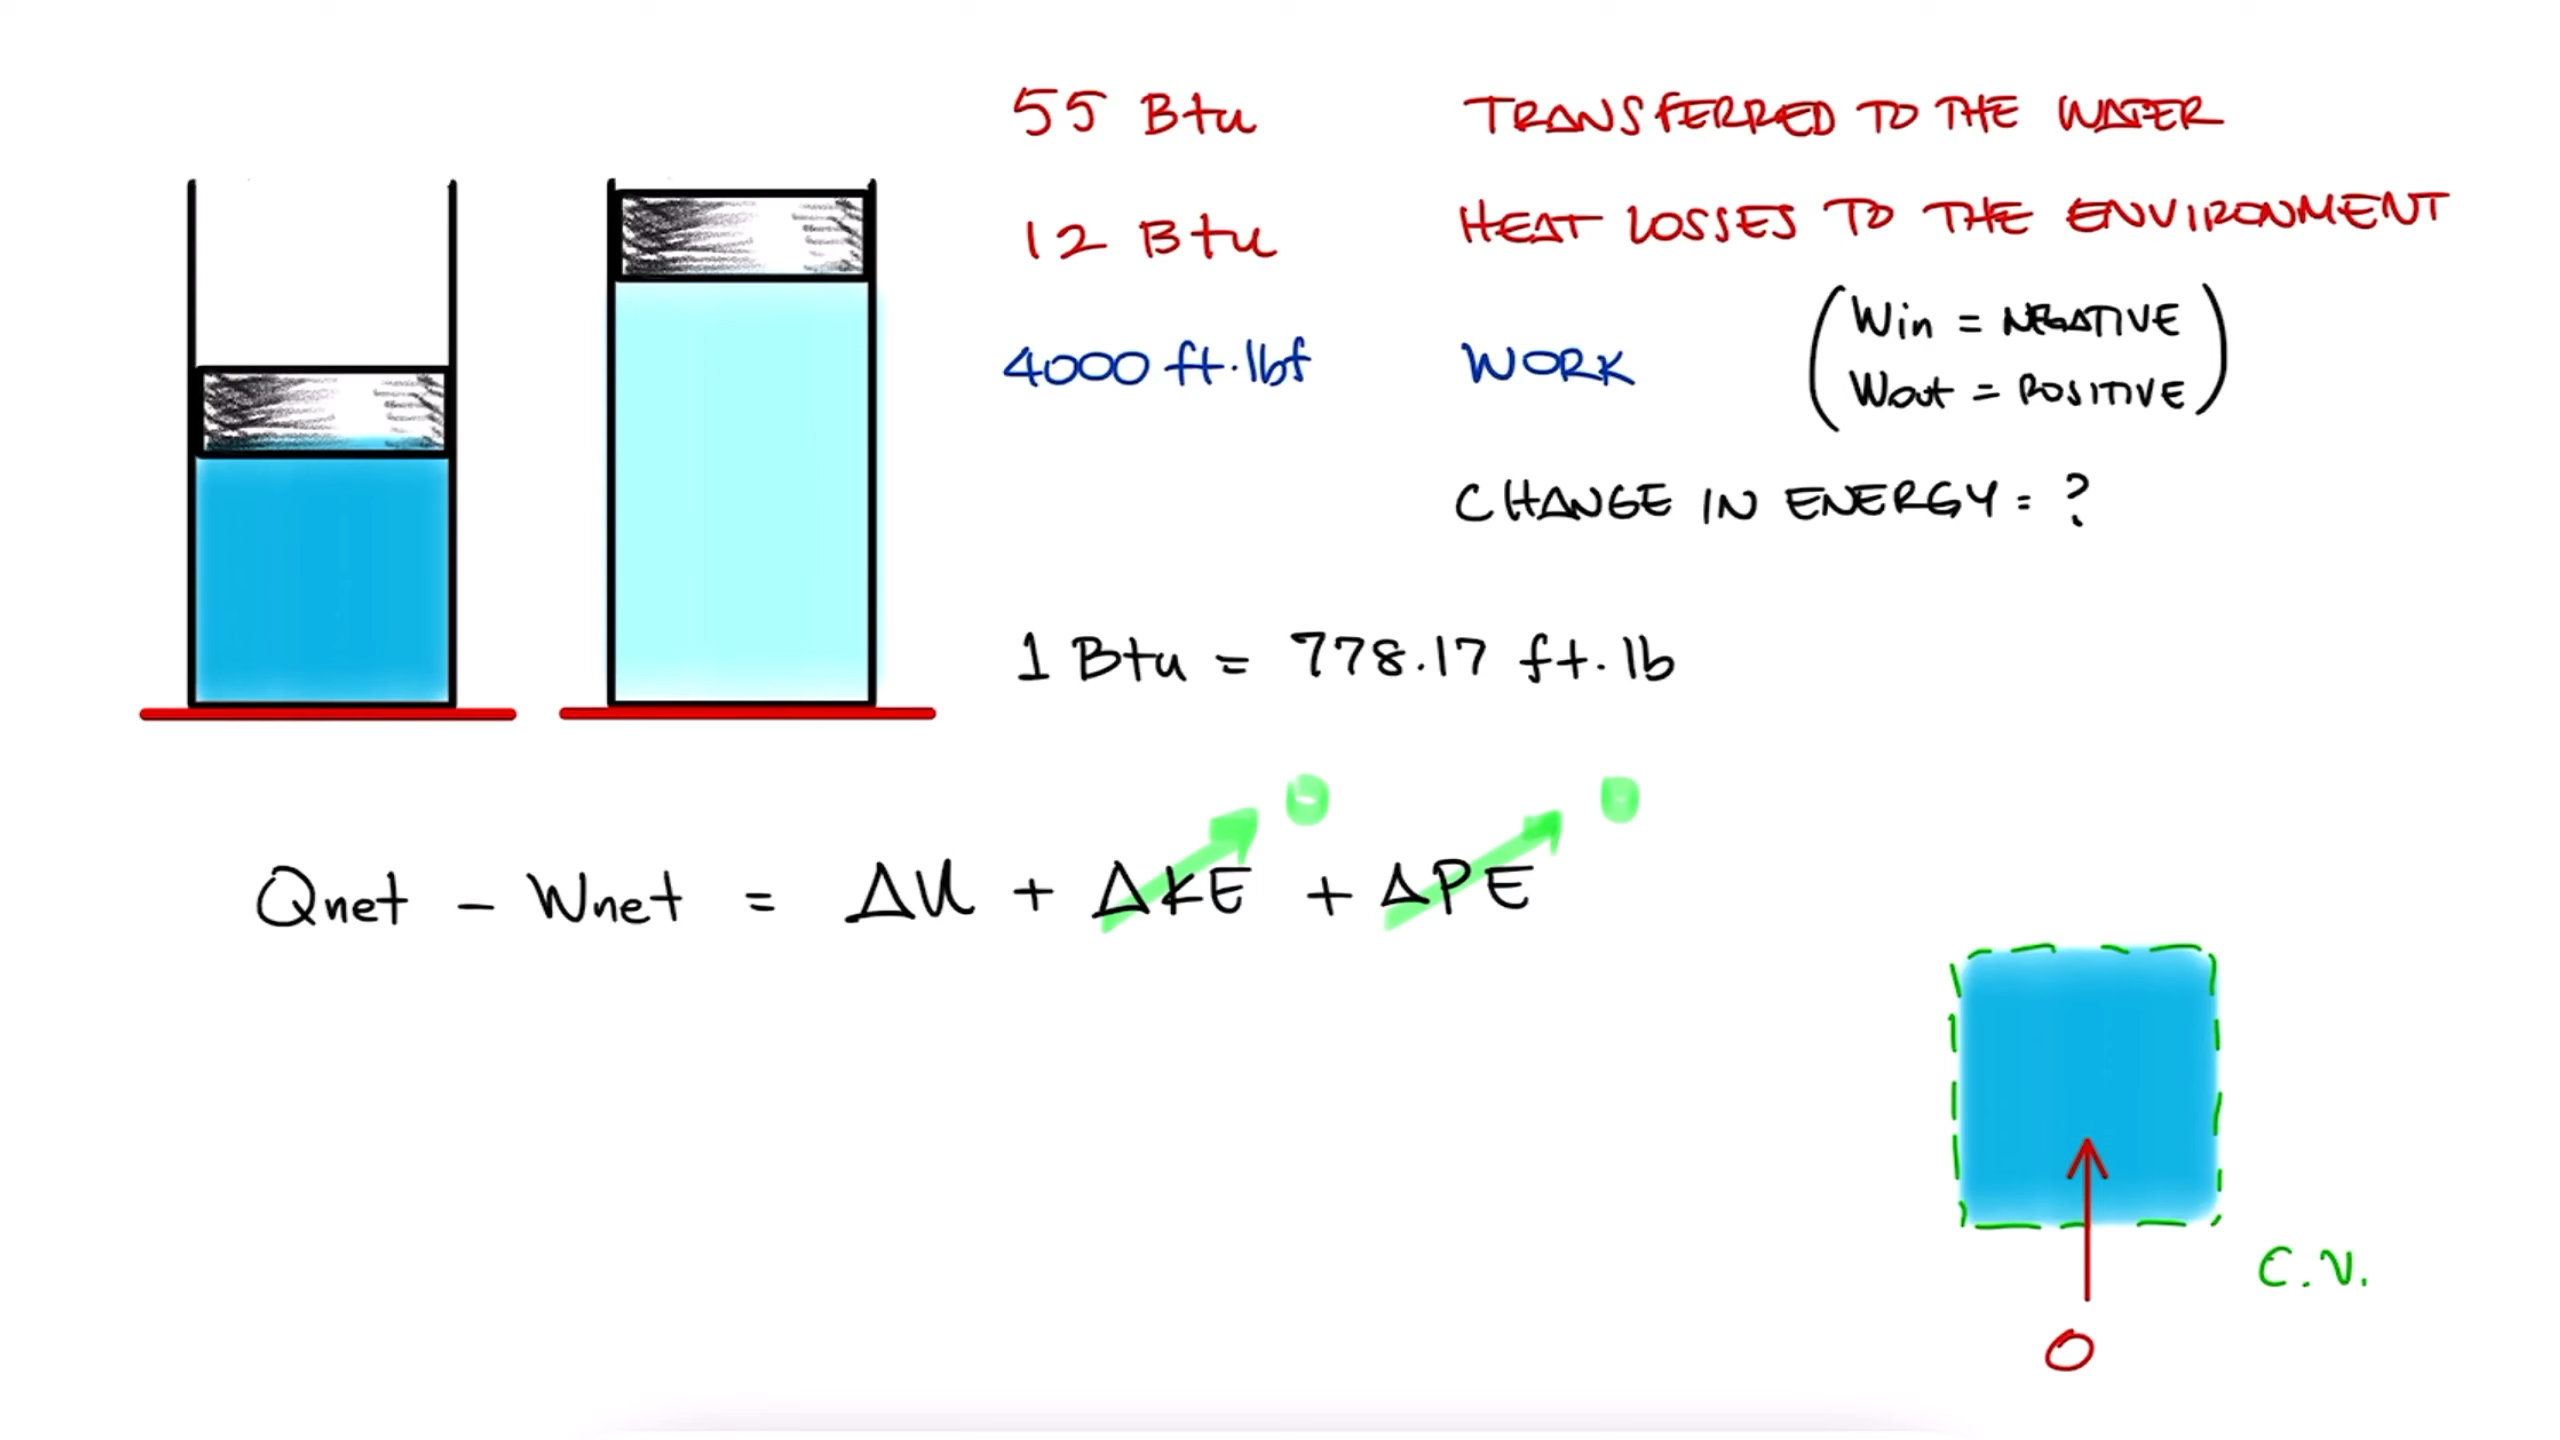 55 Btu TRANSFERRED TO THE WATER
12 Btu HEAT LOSSES TO THE ENVIRONMENT
4000 ft.lbf WORK (Win = NEGATIVE
Wout = POSITIVE)
CHANGE IN ENERGY = ?
1 Btu = 778.17 ft.lb
0 0
Qnet - Wnet = ΔU + ΔKE + ΔPE
C.V.
O